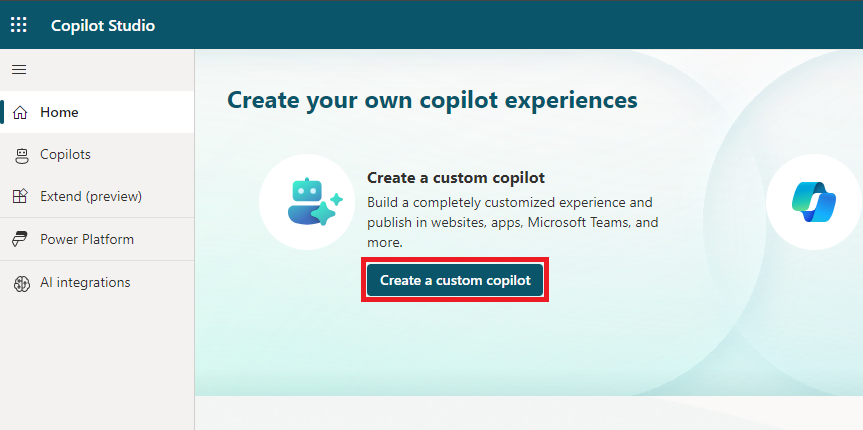 Copilot Studio
Home
Copilots
Extend (preview)
Power Platform
AI integrations
Create your own copilot experiences
Create a custom copilot
Build a completely customized experience and
publish in websites, apps, Microsoft Teams, and
more.
Create a custom copilot